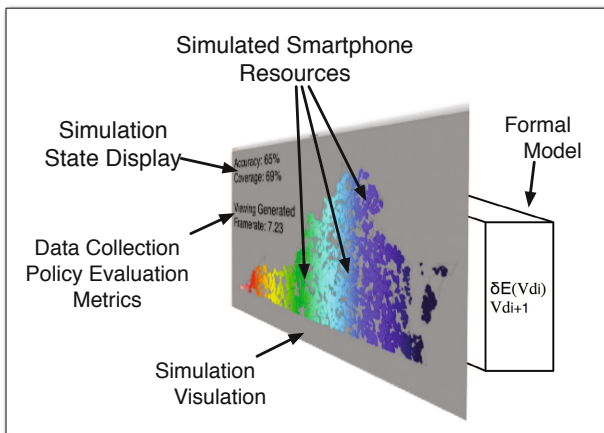 Simulated Smartphone
Resources
Simulation
State Display
Formal
Model
Accuracy: 65%
Coverage: 69%
Viewing Generated
Framerate: 7.23
Data Collection
Policy Evaluation
Metrics
δE(Vdi)
Vdi+1
Simulation
Visulation